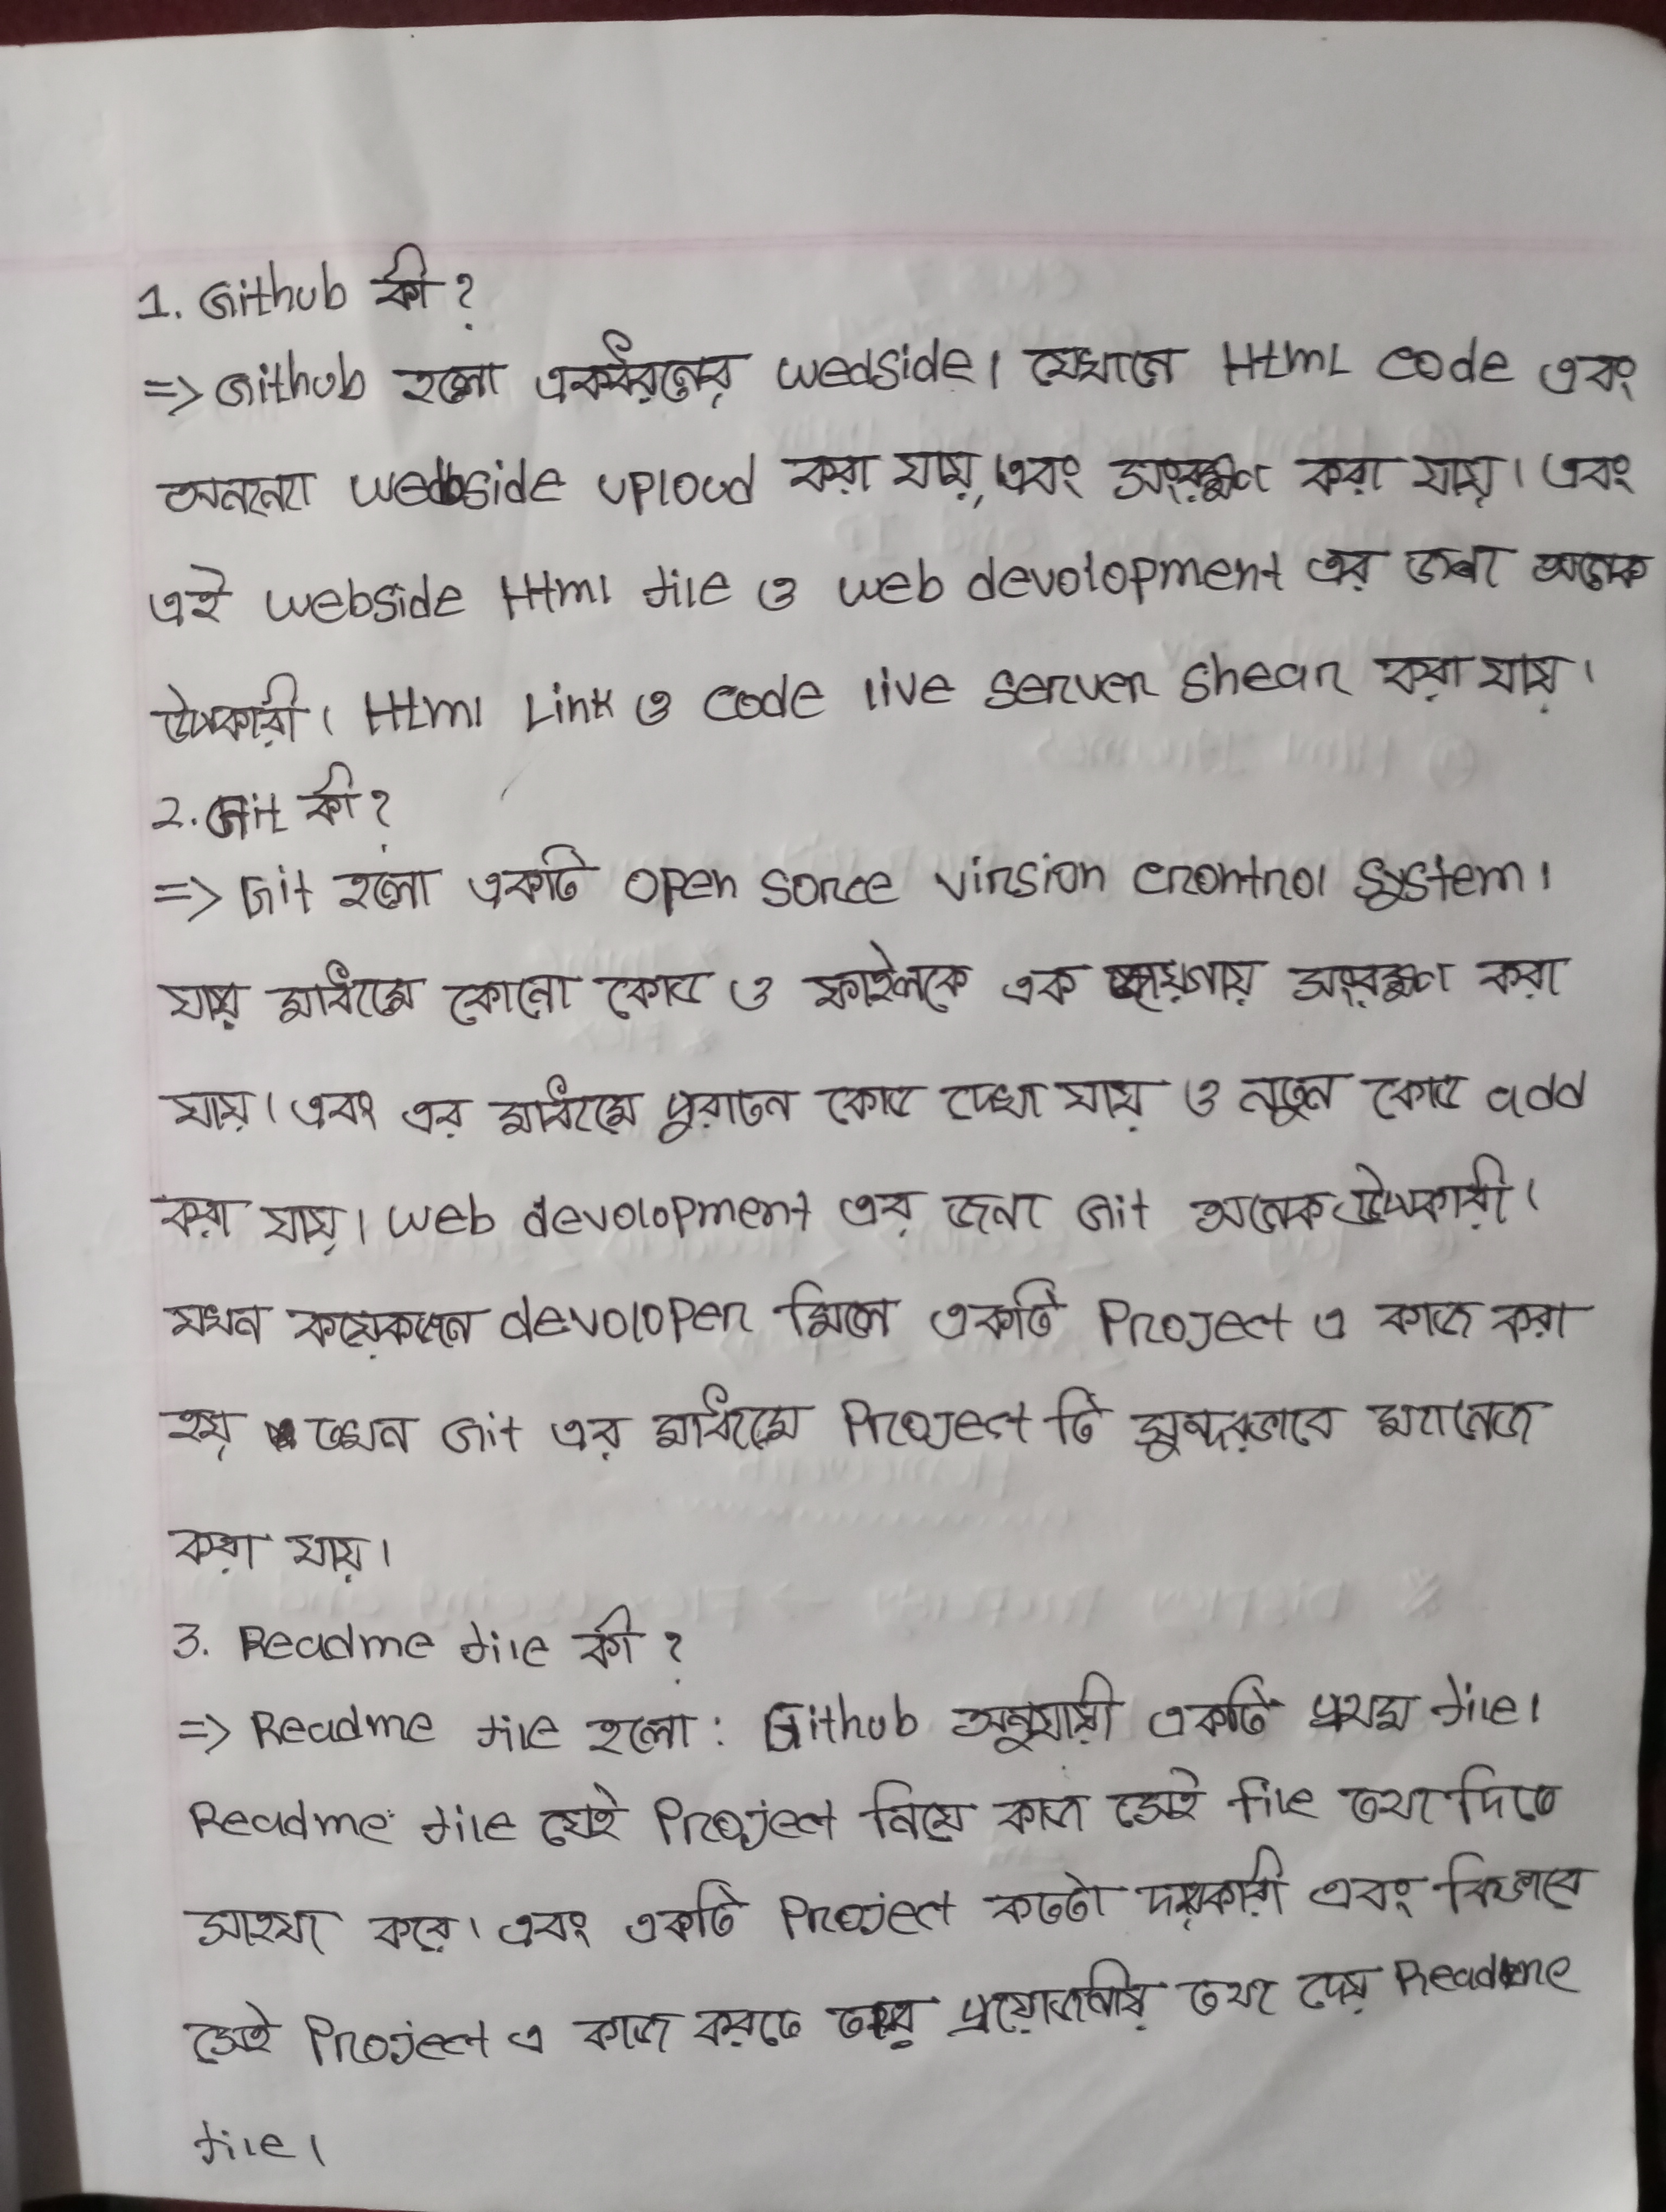 1. Github কী ?
=> Github হলো একধরনের wedside। যেখানে Html code এবং
অনন্যে webside uploud করা যায়, এবং সংরক্ষণ করা যায়। এবং
এই webside Html file ও web devolopment এর জন্য অনেক
উপকারী। Html Link ও code live server shear করা যায়।
2. Git কী ?
=> Git হলো একটি open sorce virsion crontrol system।
যার মাধ্যমে কোনো কোড ও ফাইলকে এক জায়গায় সংরক্ষণ করা
যায়। এবং এর মাধ্যমে পুরাতন কোড দেখা যায় ও নতুন কোড add
করা যায়। web devolopment এর জন্য Git অনেক উপকারী।
যখন কয়েকজন devoloper মিলে একটি Project এ কাজ করা
হয় তখন Git এর মাধ্যমে Project টি সুন্দরভাবে ম্যানেজ
করা যায়।
3. Readme file কী ?
=> Readme file হলো : Github অনুযায়ী একটি প্রথম file।
Readme file যেই Project নিয়ে কাজ সেই file তথ্য দিতে
সাহয্য করে। এবং একটি Project কতটা দরকারী এবং কিভাবে
সেই Project এ কাজ করতে তার প্রয়োজনীয় তথ্য দেয় Readme
file।